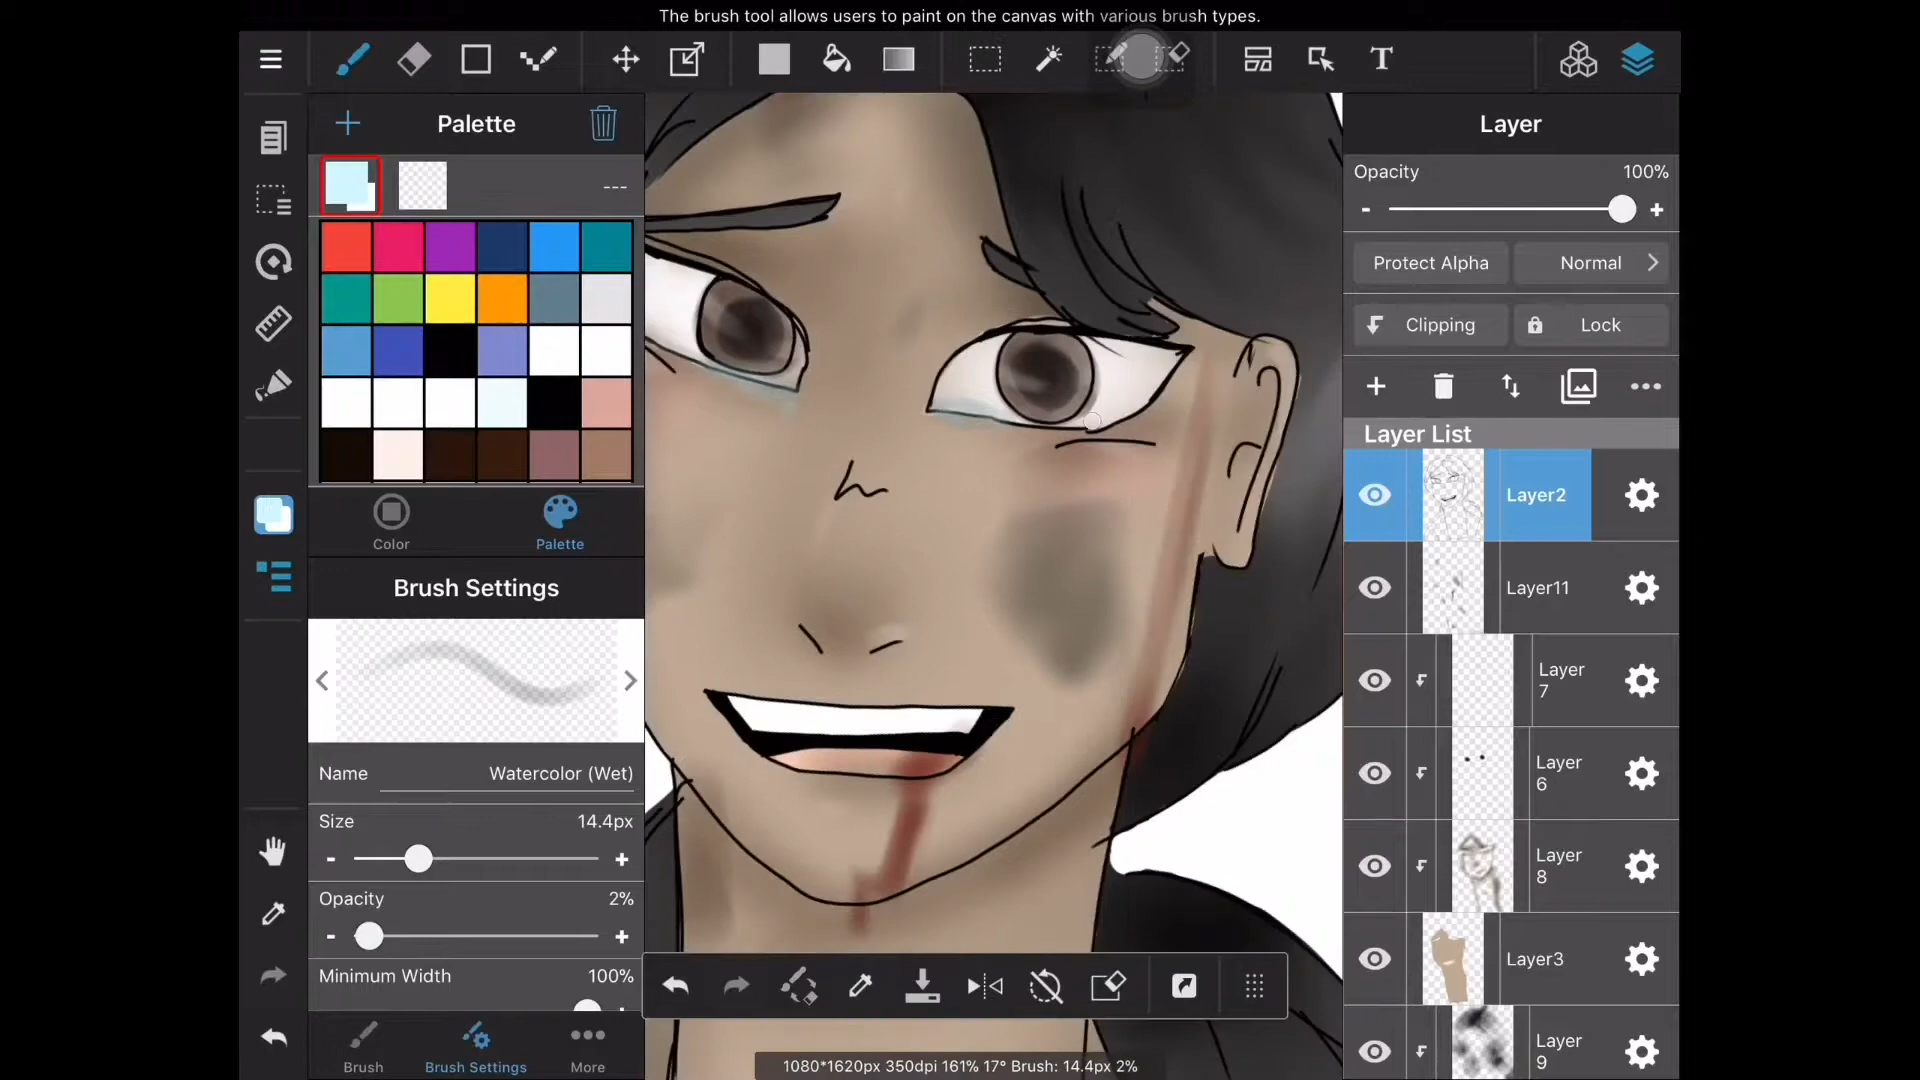 The brush tool allows users to paint on the canvas with various brush types.
T
Palette
---
Color
Palette
Brush Settings
Name Watercolor (Wet)
Size 14.4px
- +
Opacity 2%
- +
Minimum Width 100%
Brush
Brush Settings
More
1080*1620px 350dpi 161% 17° Brush: 14.4px 2%
Layer
Opacity 100%
- +
Protect Alpha
Normal
Clipping
Lock
Layer List
Layer2
Layer11
Layer
7
Layer
6
Layer
8
Layer3
Layer
9